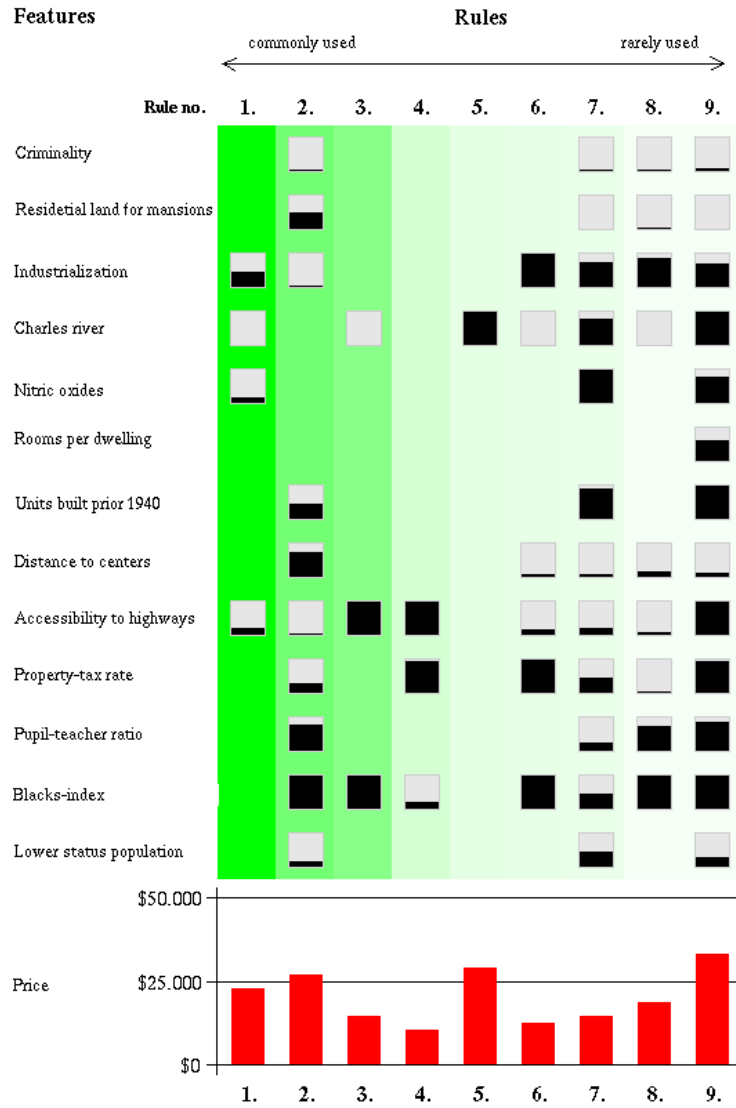 Features Rules
commonly used rarely used
Rule no. 1. 2. 3. 4. 5. 6. 7. 8. 9.
Criminality
Residetial land for mansions
Industrialization
Charles river
Nitric oxides
Rooms per dwelling
Units built prior 1940
Distance to centers
Accessibility to highways
Property-tax rate
Pupil-teacher ratio
Blacks-index
Lower status population
$50.000
Price $25.000
$0
1. 2. 3. 4. 5. 6. 7. 8. 9.